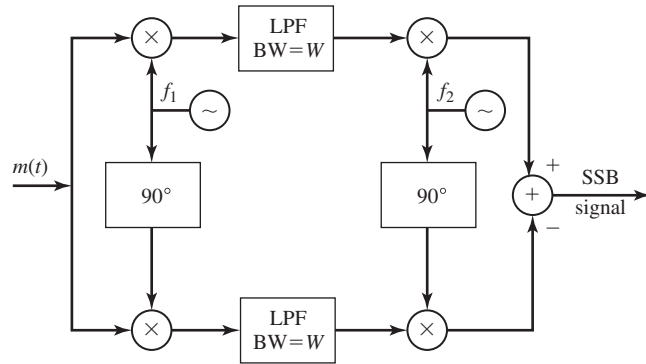 ×
LPF
BW=W
×
f₁
~
f₂
~
m(t)
90°
90°
+
+
SSB
signal
−
×
LPF
BW=W
×